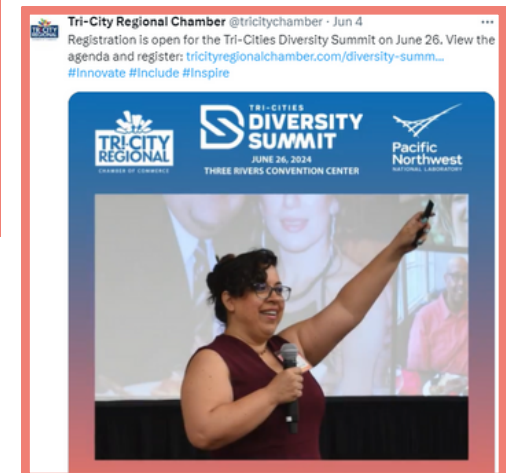 Tri-City Regional Chamber @tricitychamber · Jun 4
Registration is open for the Tri-Cities Diversity Summit on June 26. View the
agenda and register: tricityregionalchamber.com/diversity-summ...
#Innovate #Include #Inspire
TRI-CITY
REGIONAL
CHAMBER OF COMMERCE
TRI-CITIES
DIVERSITY
SUMMIT
JUNE 26, 2024
THREE RIVERS CONVENTION CENTER
Pacific
Northwest
NATIONAL LABORATORY